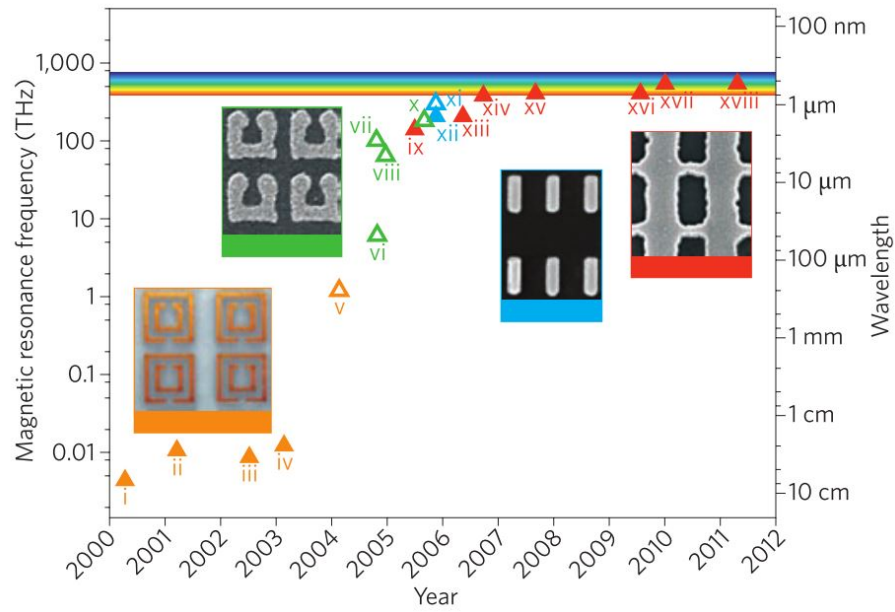 Magnetic resonance frequency (THz)
1,000
100
10
1
0.1
0.01
100 nm
1 μm
10 μm
100 μm
1 mm
1 cm
10 cm
Wavelength
i
ii
iii
iv
v
vi
vii
viii
ix
x
xi
xii
xiii
xiv
xv
xvi
xvii
xviii
2000
2001
2002
2003
2004
2005
2006
2007
2008
2009
2010
2011
2012
Year